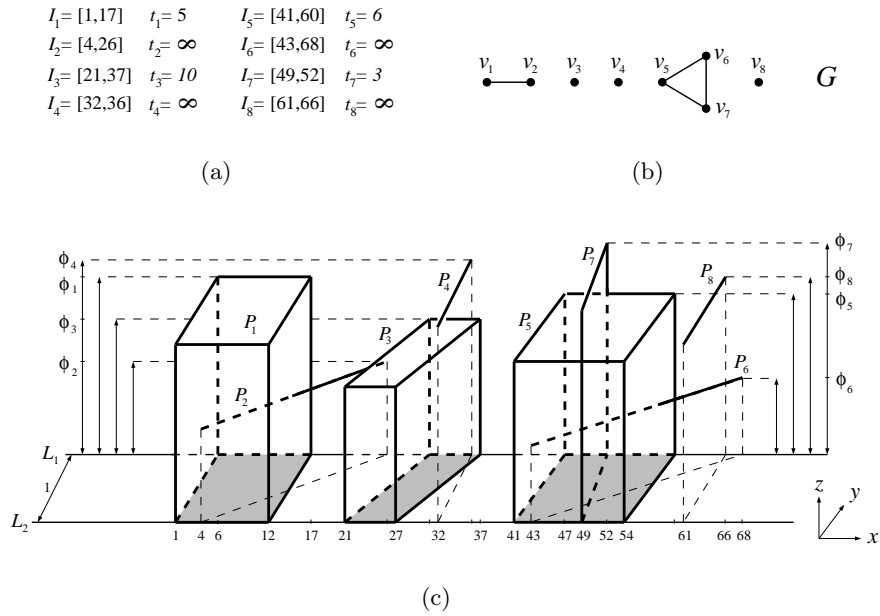 I₁= [1,17] t₁= 5 I₅= [41,60] t₅= 6
I₂= [4,26] t₂= ∞ I₆= [43,68] t₆= ∞
I₃= [21,37] t₃= 10 I₇= [49,52] t₇= 3
I₄= [32,36] t₄= ∞ I₈= [61,66] t₈= ∞
v₁ v₂ v₃ v₄ v₅ v₆ v₇ v₈ G
(a) (b)
ϕ₄ ϕ₁ ϕ₃ ϕ₂
P₁ P₂ P₃ P₄ P₅ P₆ P₇ P₈
ϕ₇ ϕ₈ ϕ₅ ϕ₆
L₁
1
L₂
1 4 6 12 17 21 27 32 37 41 43 47 49 52 54 61 66 68
z y x
(c)